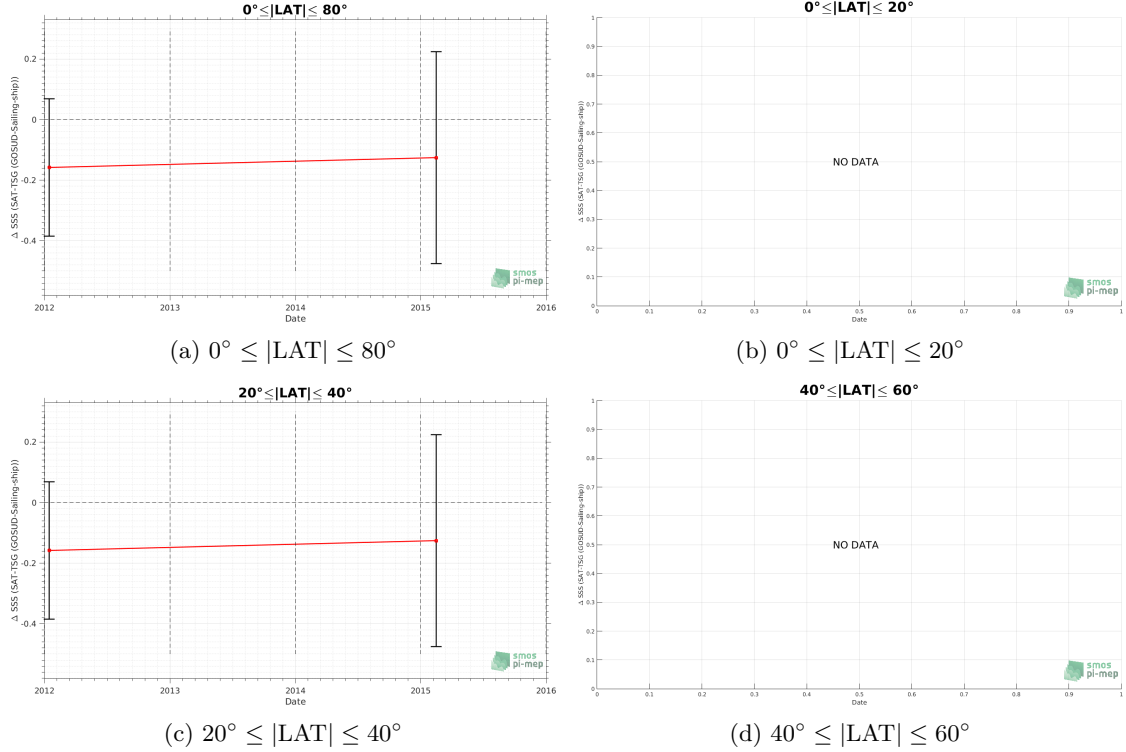 0°≤|LAT|≤ 80°
0.2
0
-0.2
-0.4
Δ SSS (SAT-TSG (GOSUD-Sailing-ship))
2012 2013 2014 2015 2016
Date
smos
pi-mep
(a) 0° ≤ |LAT| ≤ 80°
0°≤|LAT|≤ 20°
1
0.9
0.8
0.7
0.6
0.5
0.4
0.3
0.2
0.1
0
Δ SSS (SAT-TSG (GOSUD-Sailing-ship))
NO DATA
0 0.1 0.2 0.3 0.4 0.5 0.6 0.7 0.8 0.9 1
Date
smos
pi-mep
(b) 0° ≤ |LAT| ≤ 20°
20°≤|LAT|≤ 40°
0.2
0
-0.2
-0.4
Δ SSS (SAT-TSG (GOSUD-Sailing-ship))
2012 2013 2014 2015 2016
Date
smos
pi-mep
(c) 20° ≤ |LAT| ≤ 40°
40°≤|LAT|≤ 60°
1
0.9
0.8
0.7
0.6
0.5
0.4
0.3
0.2
0.1
0
Δ SSS (SAT-TSG (GOSUD-Sailing-ship))
NO DATA
0 0.1 0.2 0.3 0.4 0.5 0.6 0.7 0.8 0.9 1
Date
smos
pi-mep
(d) 40° ≤ |LAT| ≤ 60°